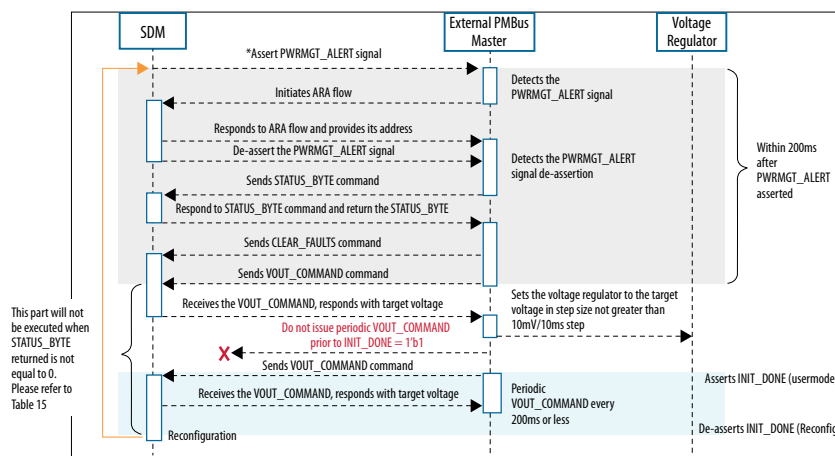 SDM
External PMBus
Master
Voltage
Regulator
*Assert PWRMGT_ALERT signal
Detects the
PWRMGT_ALERT signal
Initiates ARA flow
Responds to ARA flow and provides its address
De-assert the PWRMGT_ALERT signal
Detects the PWRMGT_ALERT
signal de-assertion
Within 200ms
after
PWRMGT_ALERT
asserted
Sends STATUS_BYTE command
Respond to STATUS_BYTE command and return the STATUS_BYTE
Sends CLEAR_FAULTS command
Sends VOUT_COMMAND command
Receives the VOUT_COMMAND, responds with target voltage
Sets the voltage regulator to the target
voltage in step size not greater than
10mV/10ms step
This part will not
be executed when
STATUS_BYTE
returned is not
equal to 0.
Please refer to
Table 15
Do not issue periodic VOUT_COMMAND
prior to INIT_DONE = 1'b1
X
Sends VOUT_COMMAND command
Asserts INIT_DONE (usermode
Receives the VOUT_COMMAND, responds with target voltage
Periodic
VOUT_COMMAND every
200ms or less
Reconfiguration
De-asserts INIT_DONE (Reconfig